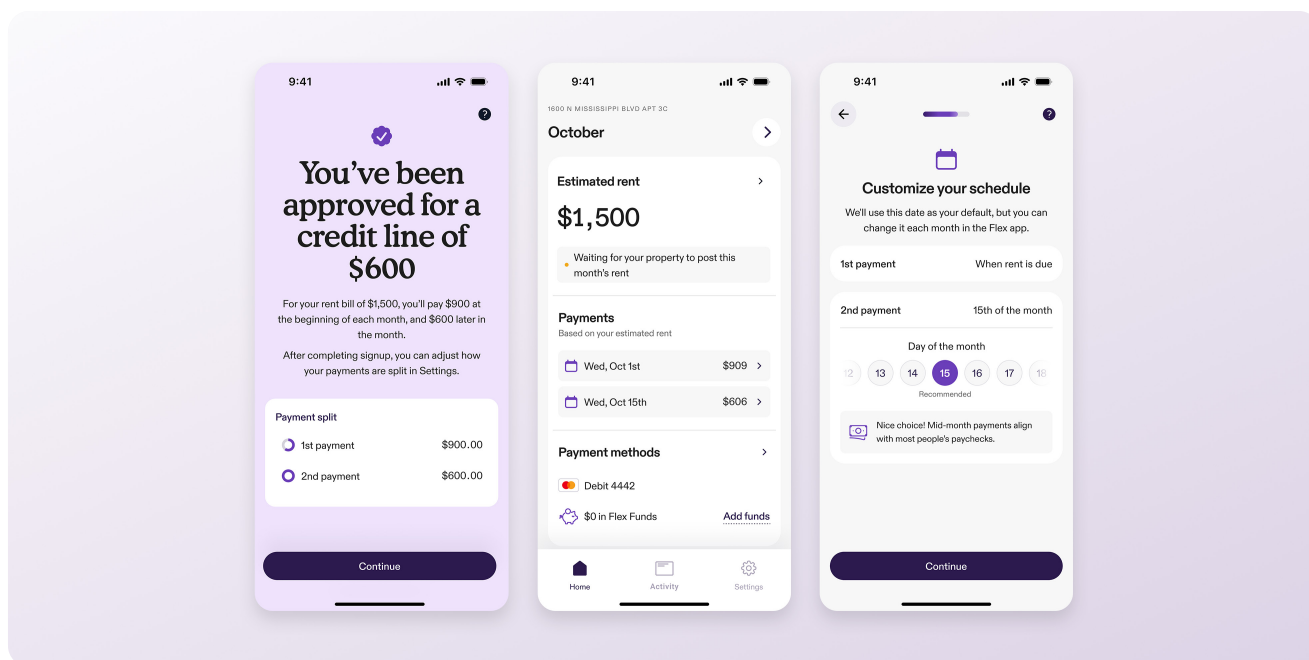 9:41
?
You’ve been
approved for a
credit line of
$600
For your rent bill of $1,500, you’ll pay $900 at
the beginning of each month, and $600 later in
the month.
After completing signup, you can adjust how
your payments are split in Settings.
Payment split
1st payment $900.00
2nd payment $600.00
Continue
9:41
1600 N MISSISSIPPI BLVD APT 3C
October
Estimated rent
$1,500
Waiting for your property to post this
month’s rent
Payments
Based on your estimated rent
Wed, Oct 1st $909
Wed, Oct 15th $606
Payment methods
Debit 4442
$0 in Flex Funds Add funds
Home Activity Settings
9:41
?
Customize your schedule
We’ll use this date as your default, but you can
change it each month in the Flex app.
1st payment When rent is due
2nd payment 15th of the month
Day of the month
12 13 14 15 16 17 18
Recommended
Nice choice! Mid-month payments align
with most people’s paychecks.
Continue